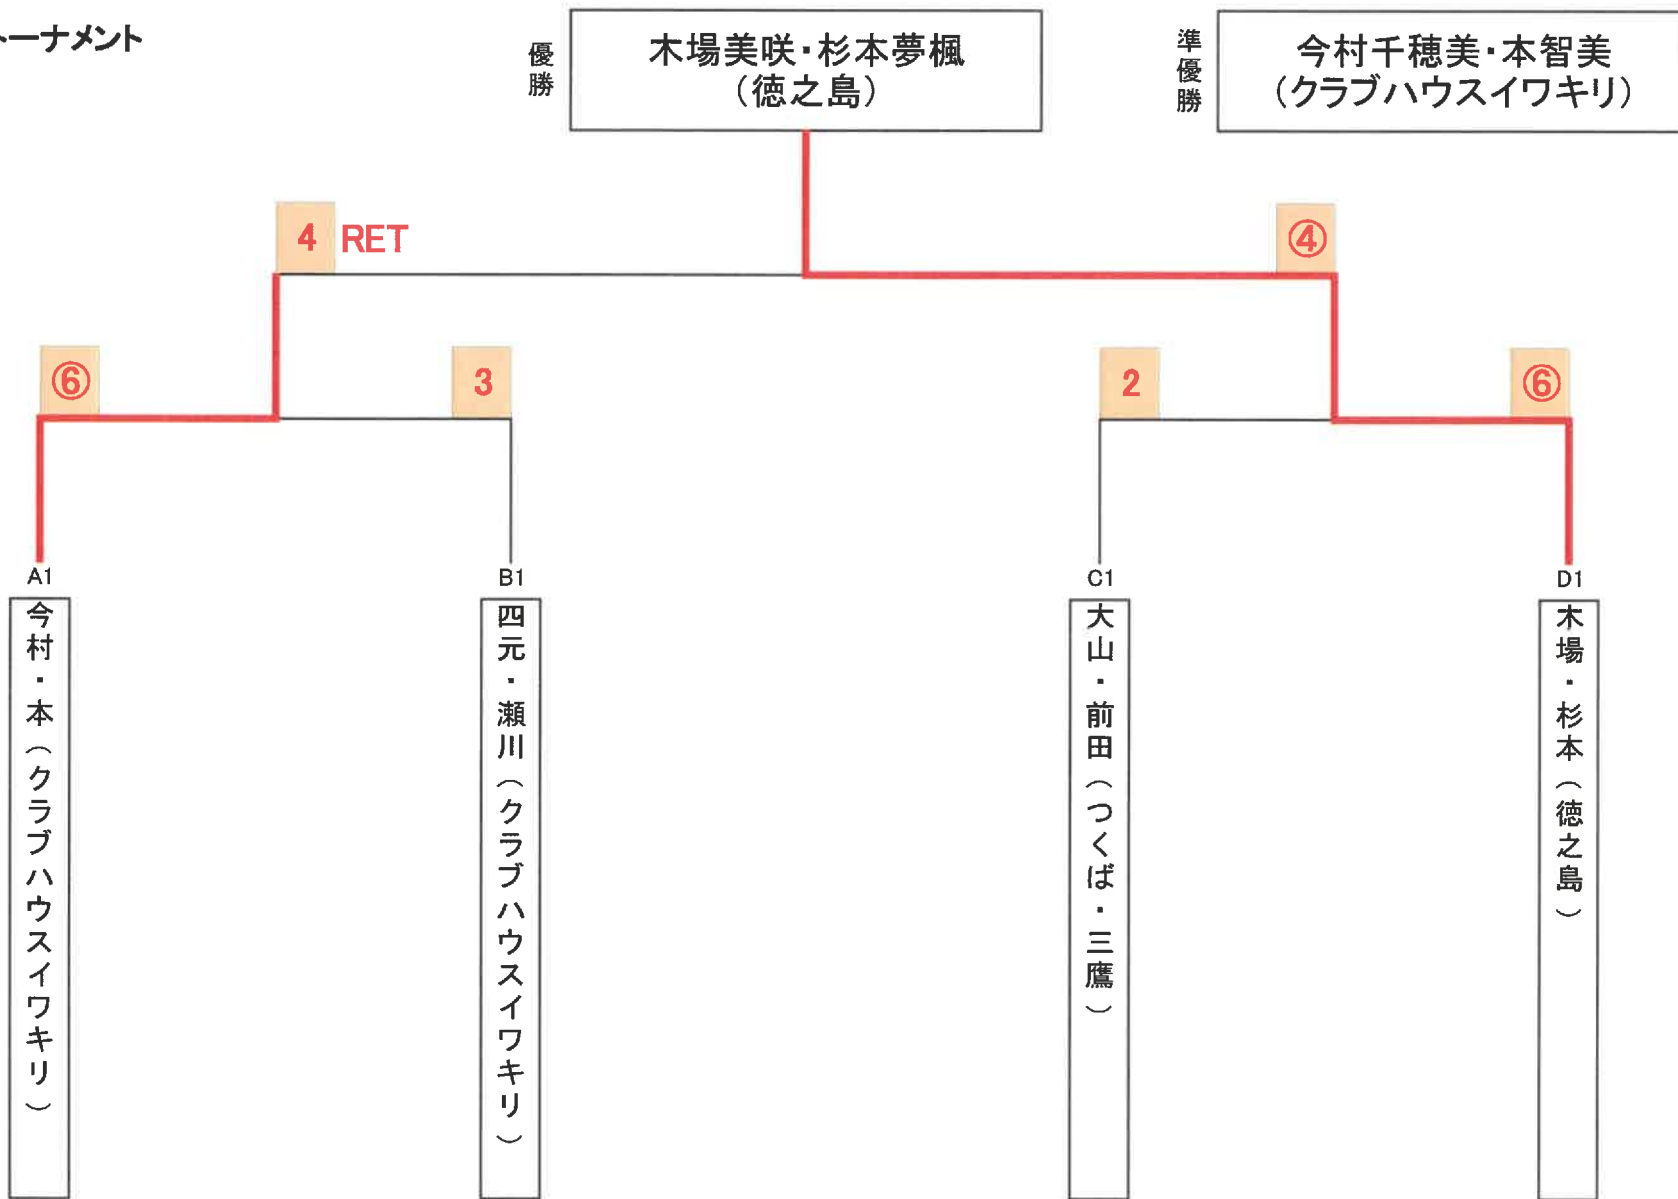 トーナメント
優勝
木場美咲・杉本夢楓
（徳之島）
準優勝
今村千穂美・本智美
（クラブハウスイワキリ）
4 RET
④
⑥
3
2
⑥
A1
B1
C1
D1
今村・本（クラブハウスイワキリ）
四元・瀬川（クラブハウスイワキリ）
大山・前田（つくば・三鷹）
木場・杉本（徳之島）